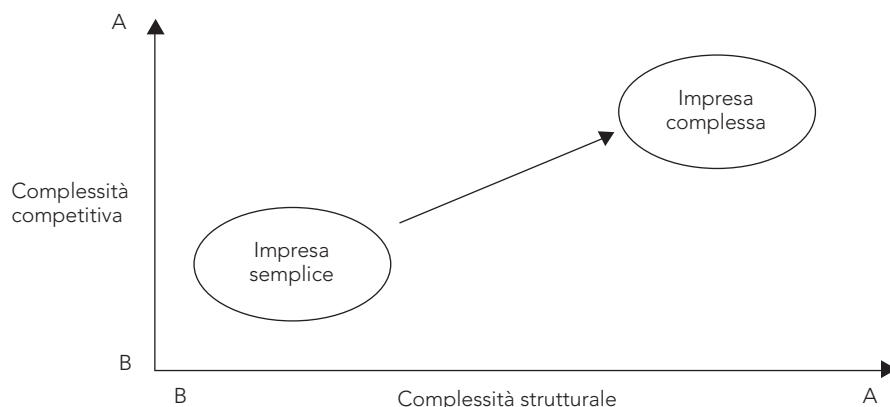 A
Impresa
complessa
Complessità
competitiva
Impresa
semplice
B
B
Complessità strutturale
A